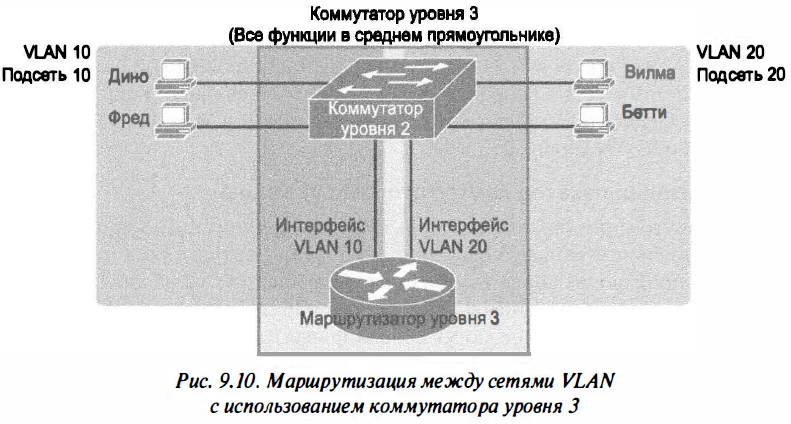 Коммутатор уровня 3
(Все функции в среднем прямоугольнике)
VLAN 10
Подсеть 10
Дино
Фред
VLAN 20
Подсеть 20
Вилма
Бетти
Коммутатор
уровня 2
Интерфейс
VLAN 10
Интерфейс
VLAN 20
Маршрутизатор уровня 3
Рис. 9.10. Маршрутизация между сетями VLAN
с использованием коммутатора уровня 3